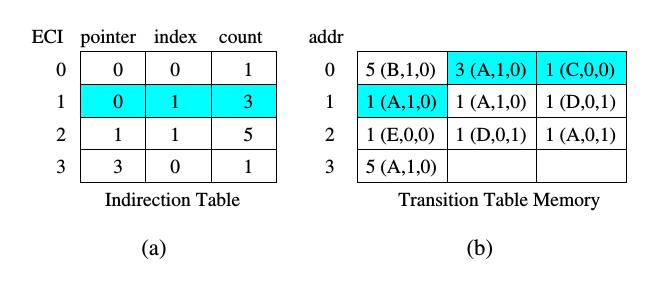 ECI pointer index count addr
0 0 0 1 0 5 (B,1,0) 3 (A,1,0) 1 (C,0,0)
1 0 1 3 1 1 (A,1,0) 1 (A,1,0) 1 (D,0,1)
2 1 1 5 2 1 (E,0,0) 1 (D,0,1) 1 (A,0,1)
3 3 0 1 3 5 (A,1,0)
Indirection Table Transition Table Memory
(a) (b)